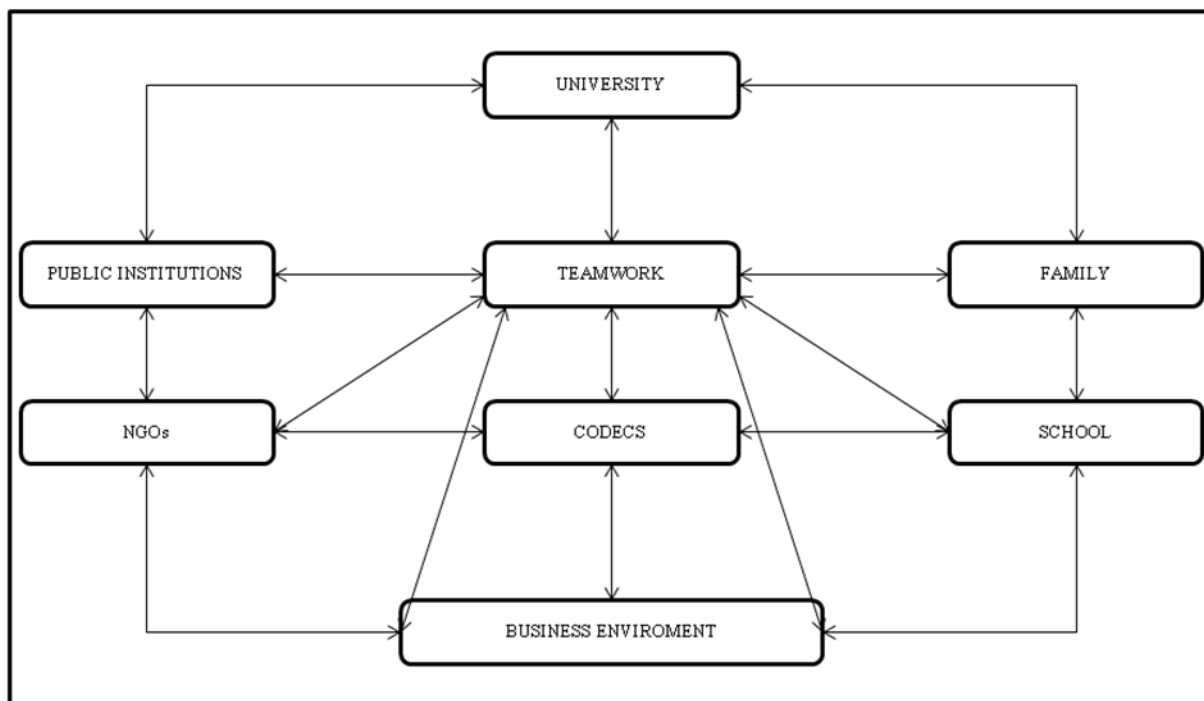 UNIVERSITY
PUBLIC INSTITUTIONS
TEAMWORK
FAMILY
NGOs
CODECS
SCHOOL
BUSINESS ENVIROMENT